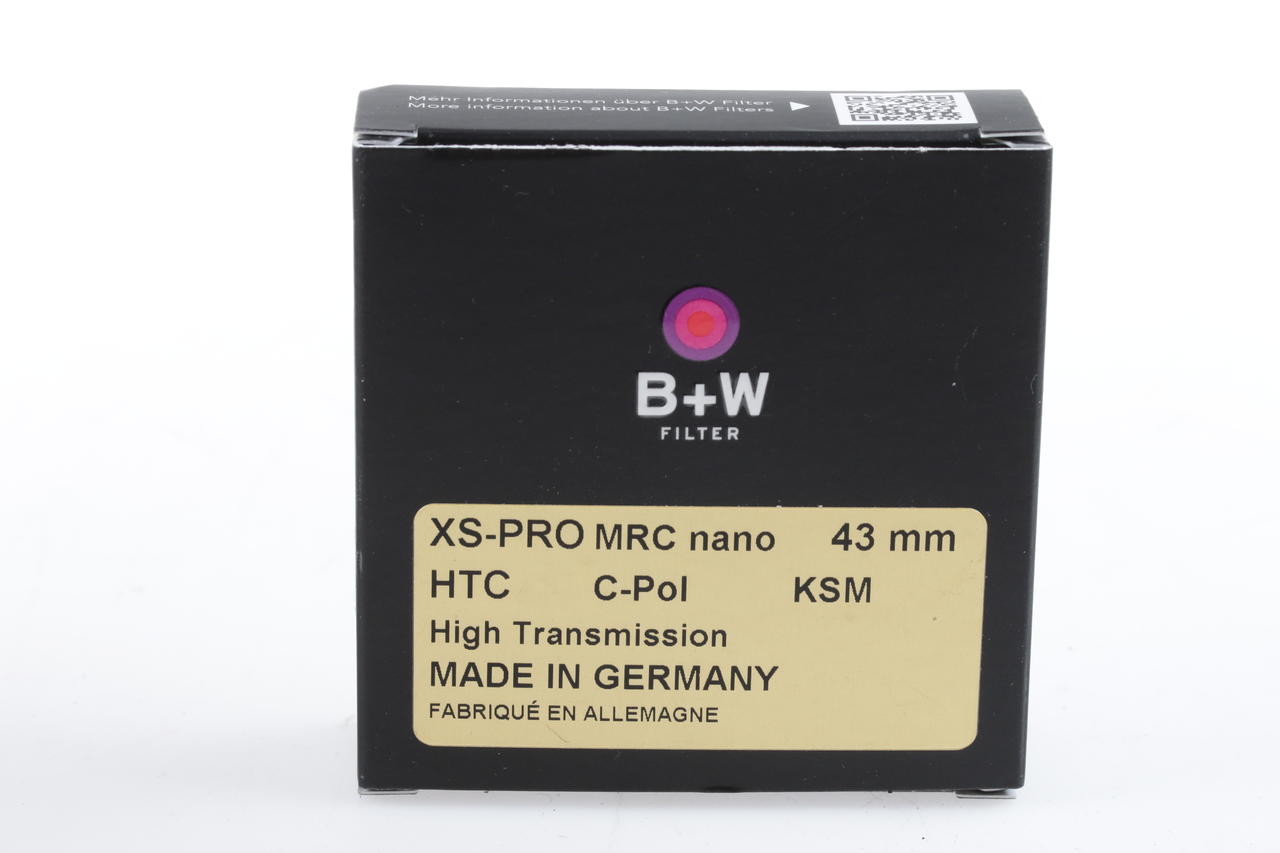 Mehr Informationen über B+W Filter
More information about B+W Filters
B+W
FILTER
XS-PRO MRC nano 43 mm
HTC C-Pol KSM
High Transmission
MADE IN GERMANY
FABRIQUÉ EN ALLEMAGNE